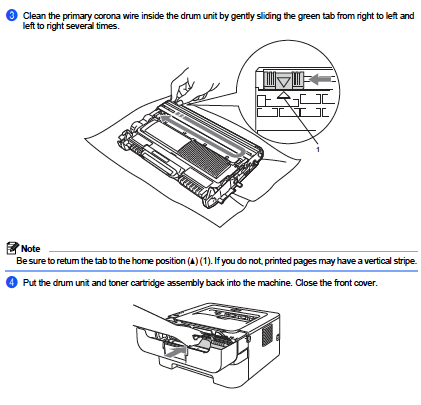 3 Clean the primary corona wire inside the drum unit by gently sliding the green tab from right to left and
left to right several times.
1
Note
Be sure to return the tab to the home position (▲) (1). If you do not, printed pages may have a vertical stripe.
4 Put the drum unit and toner cartridge assembly back into the machine. Close the front cover.